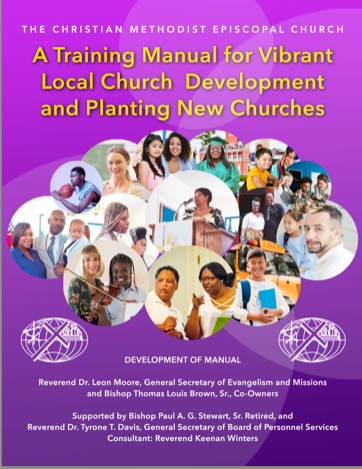 THE CHRISTIAN METHODIST EPISCOPAL CHURCH
A Training Manual for Vibrant
Local Church Development
and Planting New Churches
DEVELOPMENT OF MANUAL
Reverend Dr. Leon Moore, General Secretary of Evangelism and Missions
and Bishop Thomas Louis Brown, Sr., Co-Owners
Supported by Bishop Paul A. G. Stewart, Sr. Retired, and
Reverend Dr. Tyrone T. Davis, General Secretary of Board of Personnel Services
Consultant: Reverend Keenan Winters